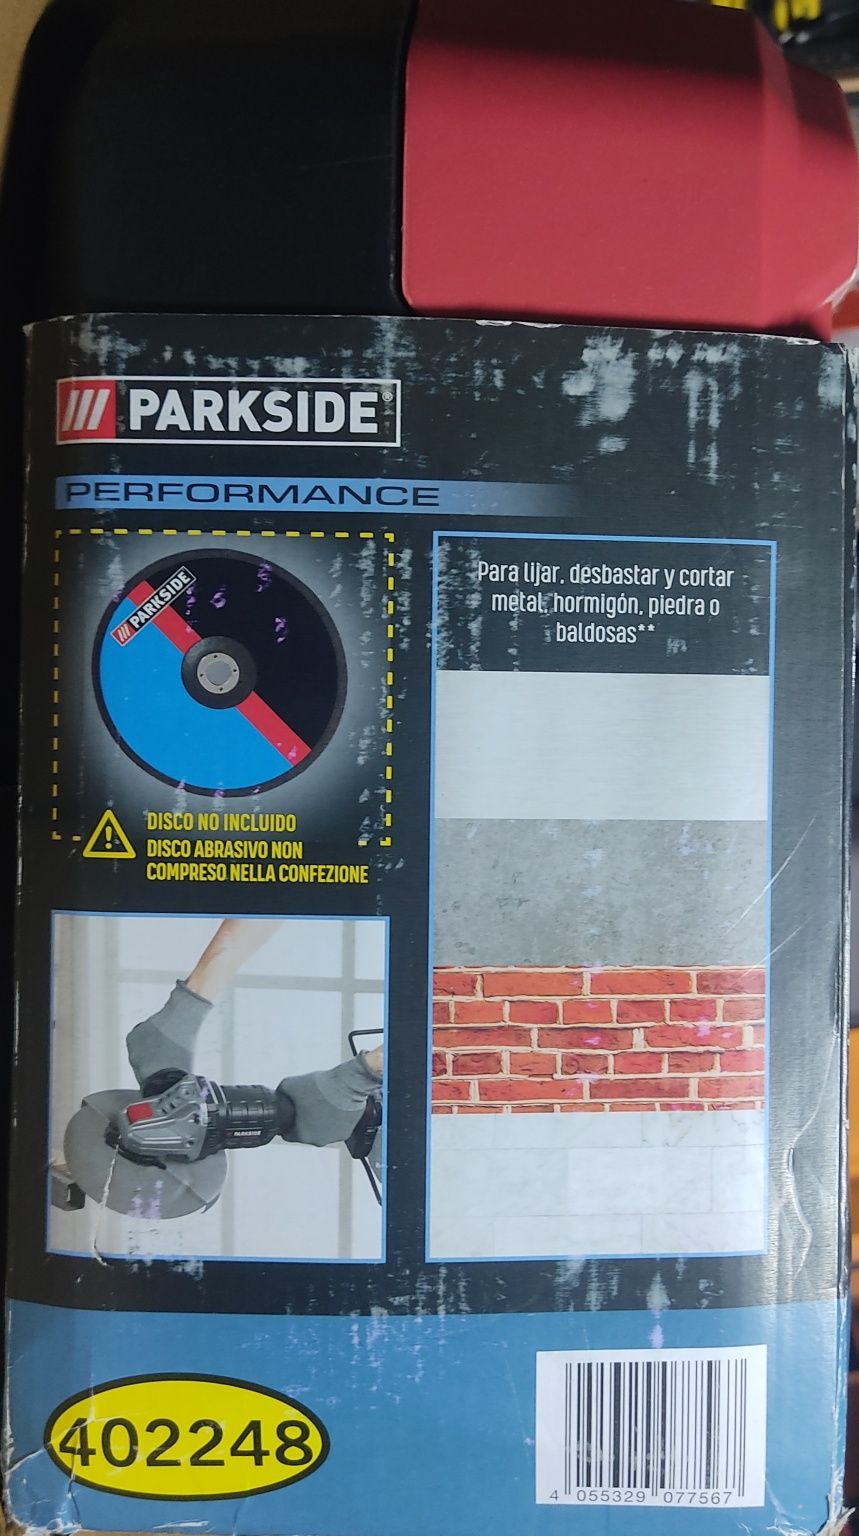 PARKSIDE®
PERFORMANCE
PARKSIDE
DISCO NO INCLUIDO
DISCO ABRASIVO NON
COMPRESO NELLA CONFEZIONE
Para lijar, desbastar y cortar
metal, hormigón, piedra o
baldosas**
PARKSIDE
402248
4 055329 077567